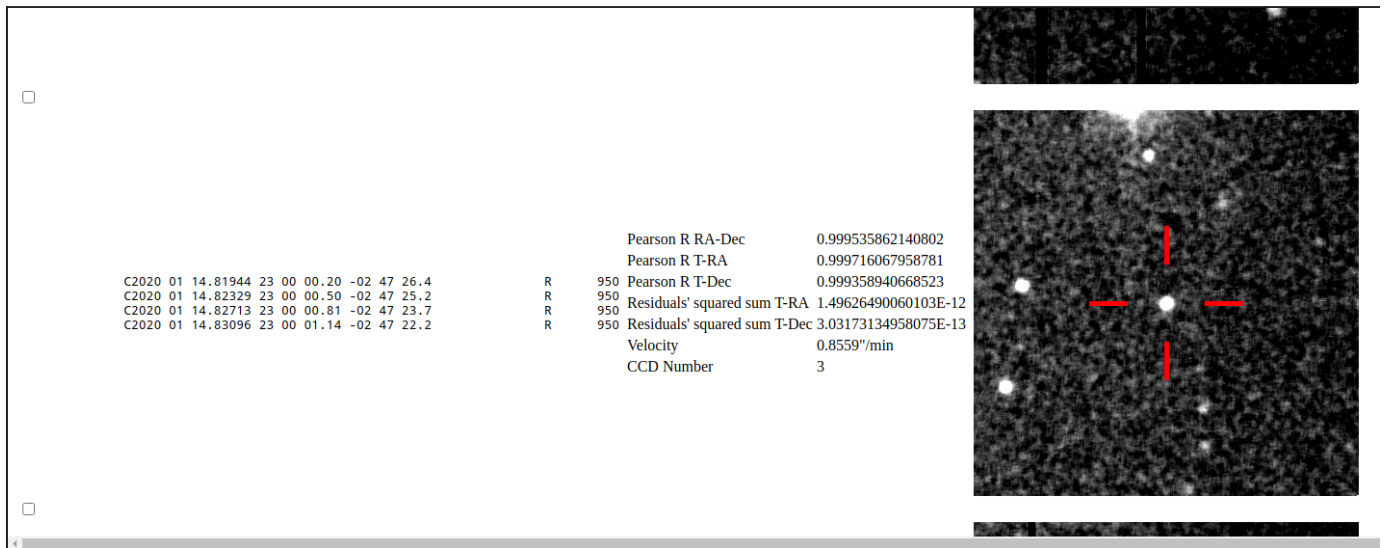 C2020 01 14.81944 23 00 00.20 -02 47 26.4 R 950
C2020 01 14.82329 23 00 00.50 -02 47 25.2 R 950
C2020 01 14.82713 23 00 00.81 -02 47 23.7 R 950
C2020 01 14.83096 23 00 01.14 -02 47 22.2 R 950
Pearson R RA-Dec 0.999535862140802
Pearson R T-RA 0.999716067958781
Pearson R T-Dec 0.999358940668523
Residuals' squared sum T-RA 1.49626490060103E-12
Residuals' squared sum T-Dec 3.03173134958075E-13
Velocity 0.8559"/min
CCD Number 3